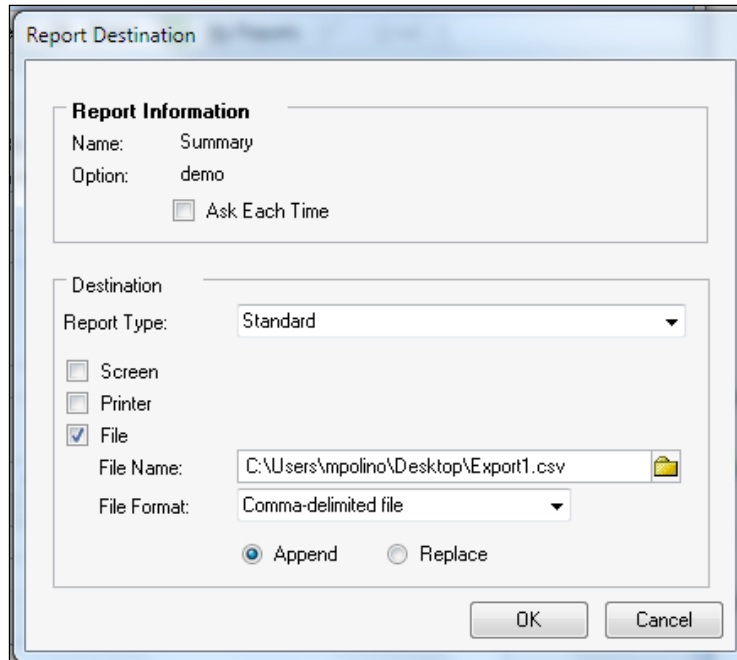 Report Destination
Report Information
Name: Summary
Option: demo
Ask Each Time
Destination
Report Type: Standard
Screen
Printer
File
File Name: C:\Users\mpolino\Desktop\Export1.csv
File Format: Comma-delimited file
Append Replace
OK Cancel